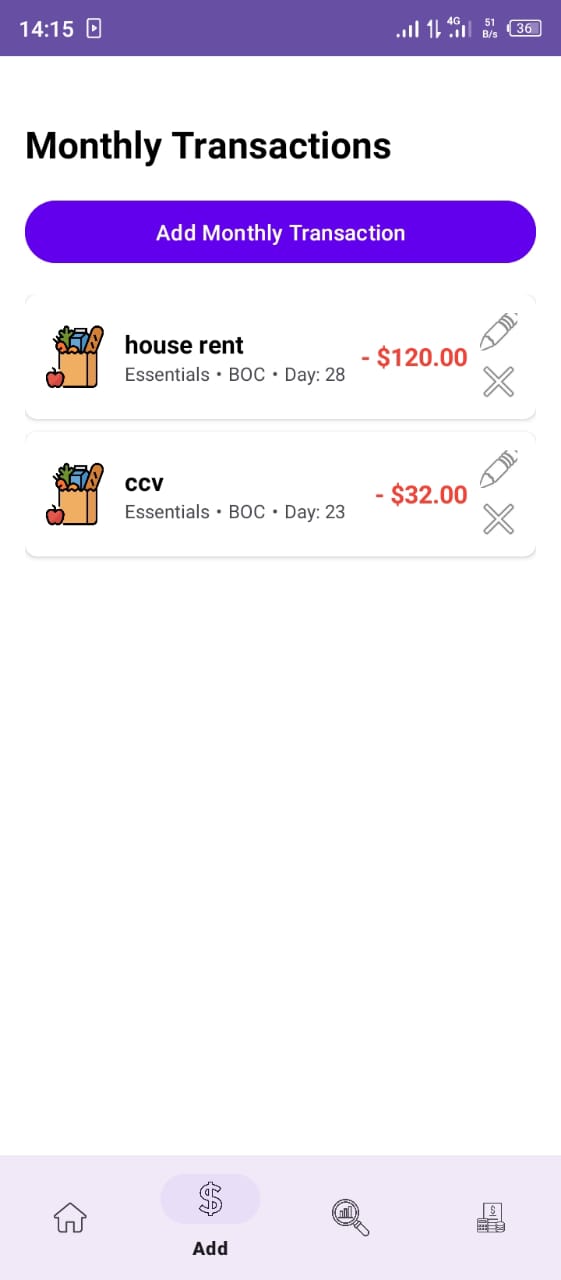 14:15 4G 51 B/s 36
Monthly Transactions
Add Monthly Transaction
house rent
Essentials • BOC • Day: 28
- $120.00
ccv
Essentials • BOC • Day: 23
- $32.00
$
$
Add